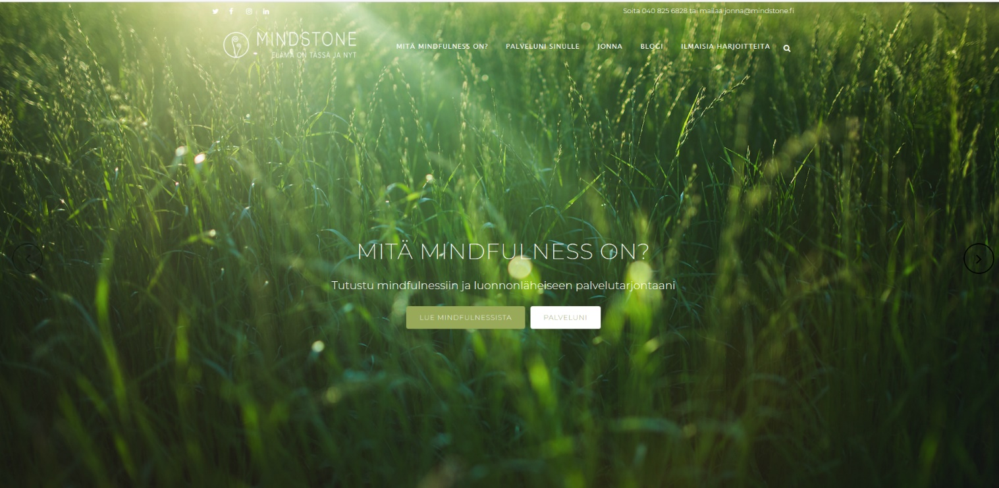 Soita 040 825 6828 tai mailaa jonna@mindstone.fi
MINDSTONE
ELÄMÄ ON TÄSSÄ JA NYT
MITÄ MINDFULNESS ON? PALVELUNI SINULLE JONNA BLOGI ILMAISIA HARJOITTEITA
MITÄ MINDFULNESS ON?
Tutustu mindfulnessiin ja luonnonläheiseen palvelutarjontaani
LUE MINDFULNESSISTA PALVELUNI